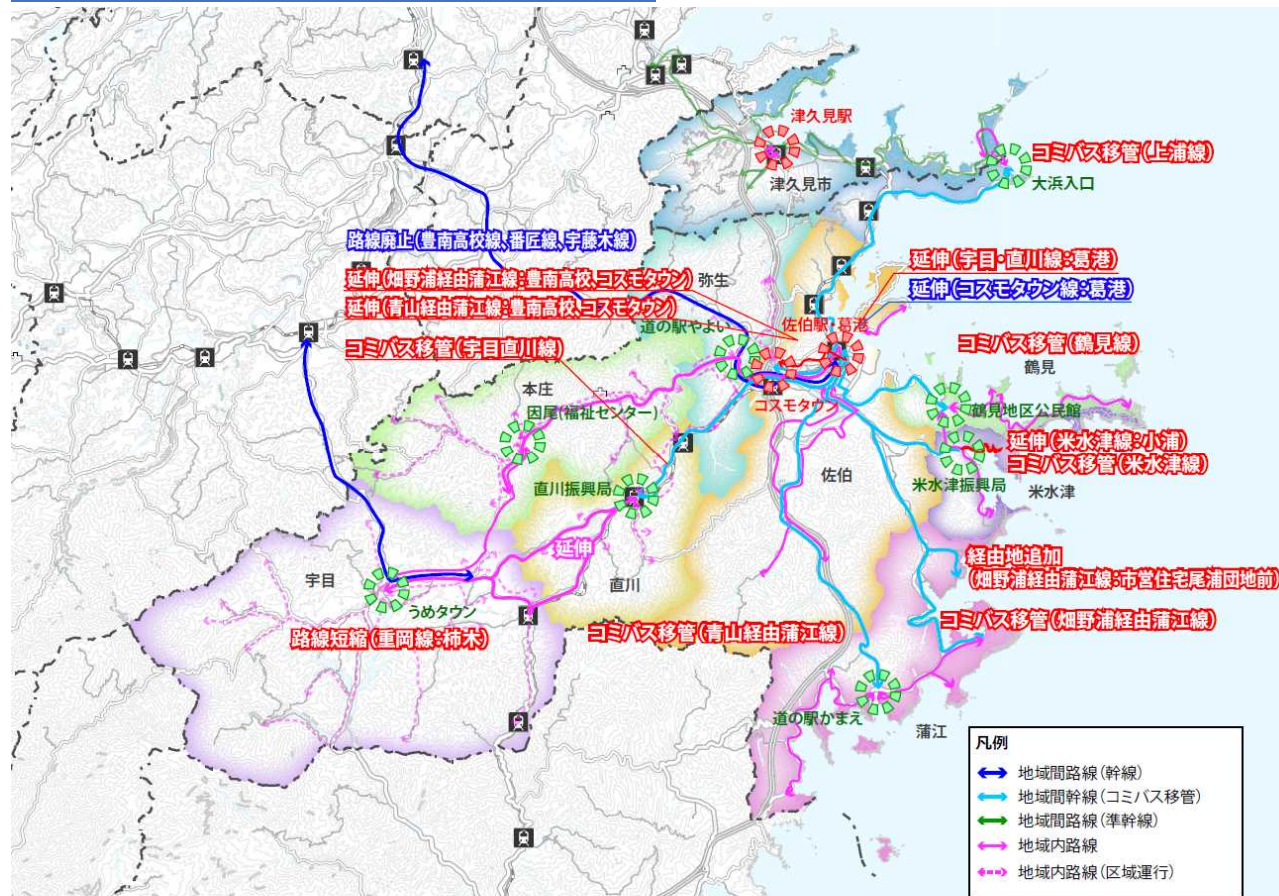 津久見駅
コミバス移管(上浦線)
津久見市
大浜入口
路線廃止(豊南高校線、番匠線、宇藤木線)
延伸(宇目・直川線:葛港)
延伸(畑野浦経由蒲江線:豊南高校、コスモタウン)
弥生
延伸(コスモタウン線:葛港)
延伸(青山経由蒲江線:豊南高校、コスモタウン)
道の駅やよい
佐伯駅・葛港
コミバス移管(宇目直川線)
コミバス移管(鶴見線)
鶴見
本庄
コスモタウン
因尾(福祉センター)
鶴見地区公民館
延伸(米水津線:小浦)
コミバス移管(米水津線)
佐伯
直川振興局
米水津振興局
米水津
延伸
経由地追加
(畑野浦経由蒲江線:市営住宅尾浦団地前)
宇目
直川
うめタウン
コミバス移管(畑野浦経由蒲江線)
路線短縮(重岡線:柿木)
コミバス移管(青山経由蒲江線)
道の駅かまえ
蒲江
凡例
地域間路線(幹線)
地域間幹線(コミバス移管)
地域間路線(準幹線)
地域内路線
地域内路線(区域運行)